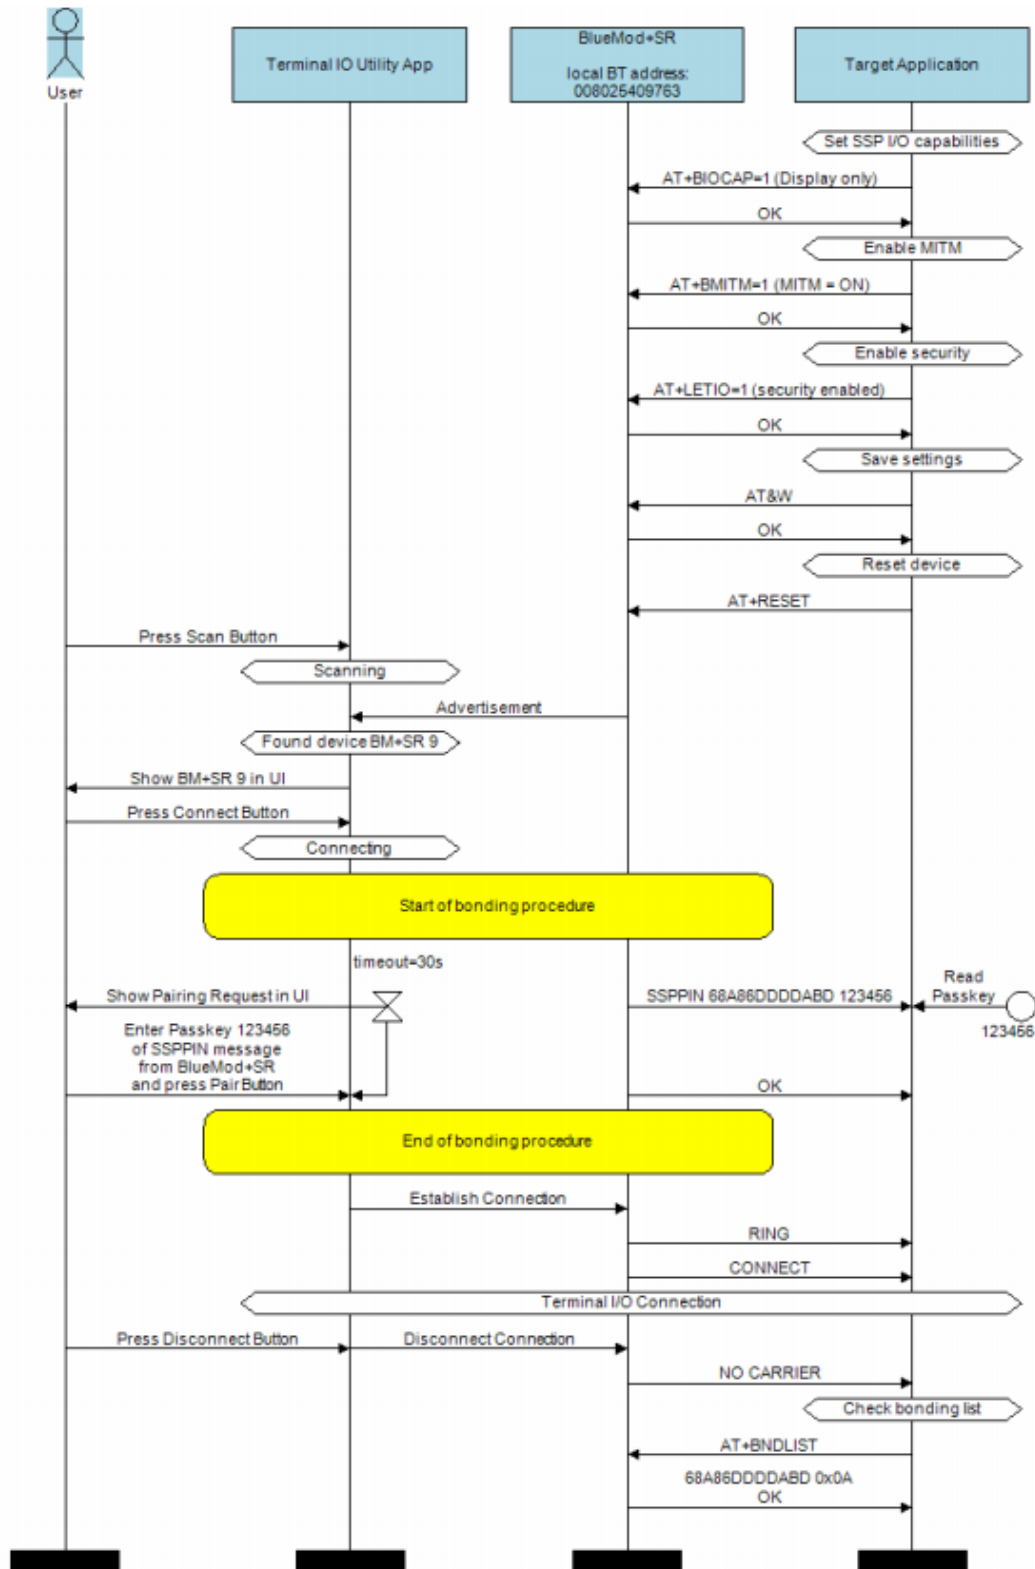 User
Terminal IO Utility App
BlueMod+SR
local BT address:
008025409763
Target Application
Set SSP I/O capabilities
AT+BIOCAP=1 (Display only)
OK
Enable MITM
AT+BMITM=1 (MITM = ON)
OK
Enable security
AT+LETIO=1 (security enabled)
OK
Save settings
AT&W
OK
Reset device
AT+RESET
Press Scan Button
Scanning
Advertisement
Found device BM+SR 9
Show BM+SR 9 in UI
Press Connect Button
Connecting
Start of bonding procedure
timeout=30s
Show Pairing Request in UI
SSPPIN 68A86DDDDABD 123456
Read
Passkey
123456
Enter Passkey 123456
of SSPPIN message
from BlueMod+SR
and press Pair Button
OK
End of bonding procedure
Establish Connection
RING
CONNECT
Terminal I/O Connection
Press Disconnect Button
Disconnect Connection
NO CARRIER
Check bonding list
AT+BNDLIST
68A86DDDDABD 0x0A
OK